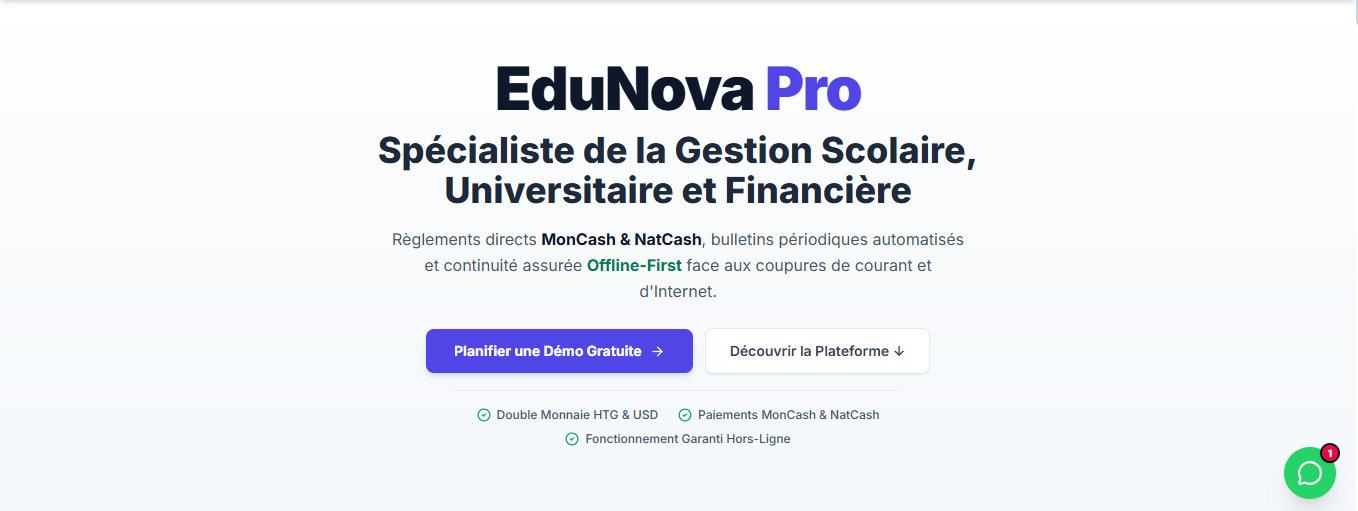 EduNova Pro
Spécialiste de la Gestion Scolaire,
Universitaire et Financière
Règlements directs MonCash & NatCash, bulletins périodiques automatisés
et continuité assurée Offline-First face aux coupures de courant et
d'Internet.
Planifier une Démo Gratuite →
Découvrir la Plateforme ↓
Double Monnaie HTG & USD
Paiements MonCash & NatCash
Fonctionnement Garanti Hors-Ligne
1